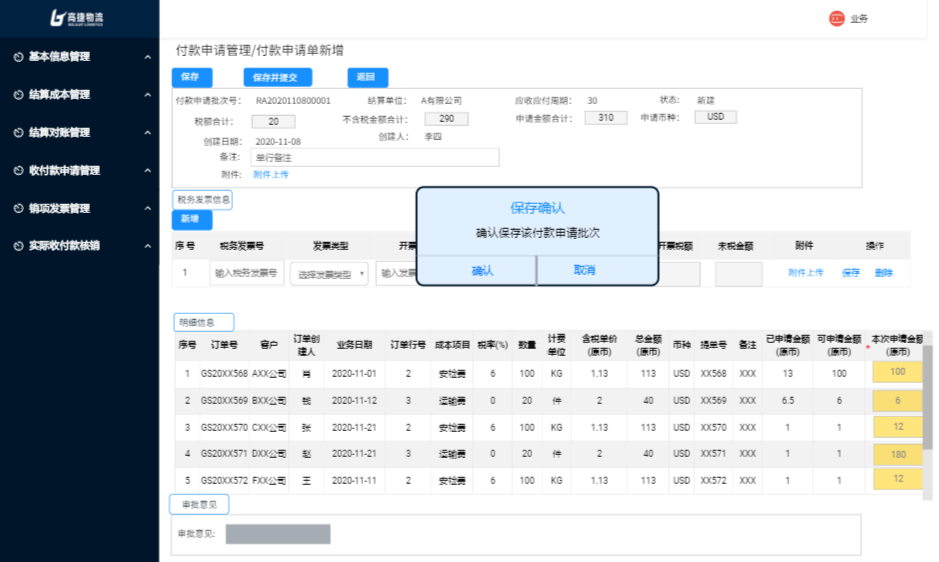 高捷物流
业务
基本信息管理
结算成本管理
结算对账管理
收付款申请管理
销项发票管理
实际收付款核销
付款申请管理/付款申请单新增
保存 保存并提交 返回
付款申请批次号: RA2020110800001 结算单位: A有限公司 应收应付周期: 30 状态: 新建
税额合计: 20 不含税金额合计: 290 申请金额合计: 310 申请币种: USD
创建日期: 2020-11-08 创建人: 李四
备注: 单行备注
附件: 附件上传
税务发票信息
新增
序号 税务发票号 发票类型 开票 开票税额 未税金额 附件 操作
1 输入税务发票号 选择发票类型 输入发票 附件上传 保存 删除
保存确认
确认保存该付款申请批次
确认 取消
明细信息
序号 订单号 客户 订单创建人 业务日期 订单行号 成本项目 税率(%) 数量 计费单位 含税单价(原币) 总金额(原币) 币种 提单号 备注 已申请金额(原币) 可申请金额(原币) *本次申请金额(原币)
1 GS20XX568 AXX公司 肖 2020-11-01 2 安检费 6 100 KG 1.13 113 USD XX568 XXX 13 100 100
2 GS20XX569 BXX公司 钱 2020-11-12 3 运输费 0 20 件 2 40 USD XX569 XXX 6.5 6 6
3 GS20XX570 CXX公司 张 2020-11-21 2 安检费 6 100 KG 1.13 113 USD XX570 XXX 1 1 12
4 GS20XX571 DXX公司 赵 2020-11-21 3 运输费 0 20 件 2 40 USD XX571 XXX 1 1 180
5 GS20XX572 FXX公司 王 2020-11-11 2 安检费 6 100 KG 1.13 113 USD XX572 XXX 1 1 12
审批意见
审批意见: